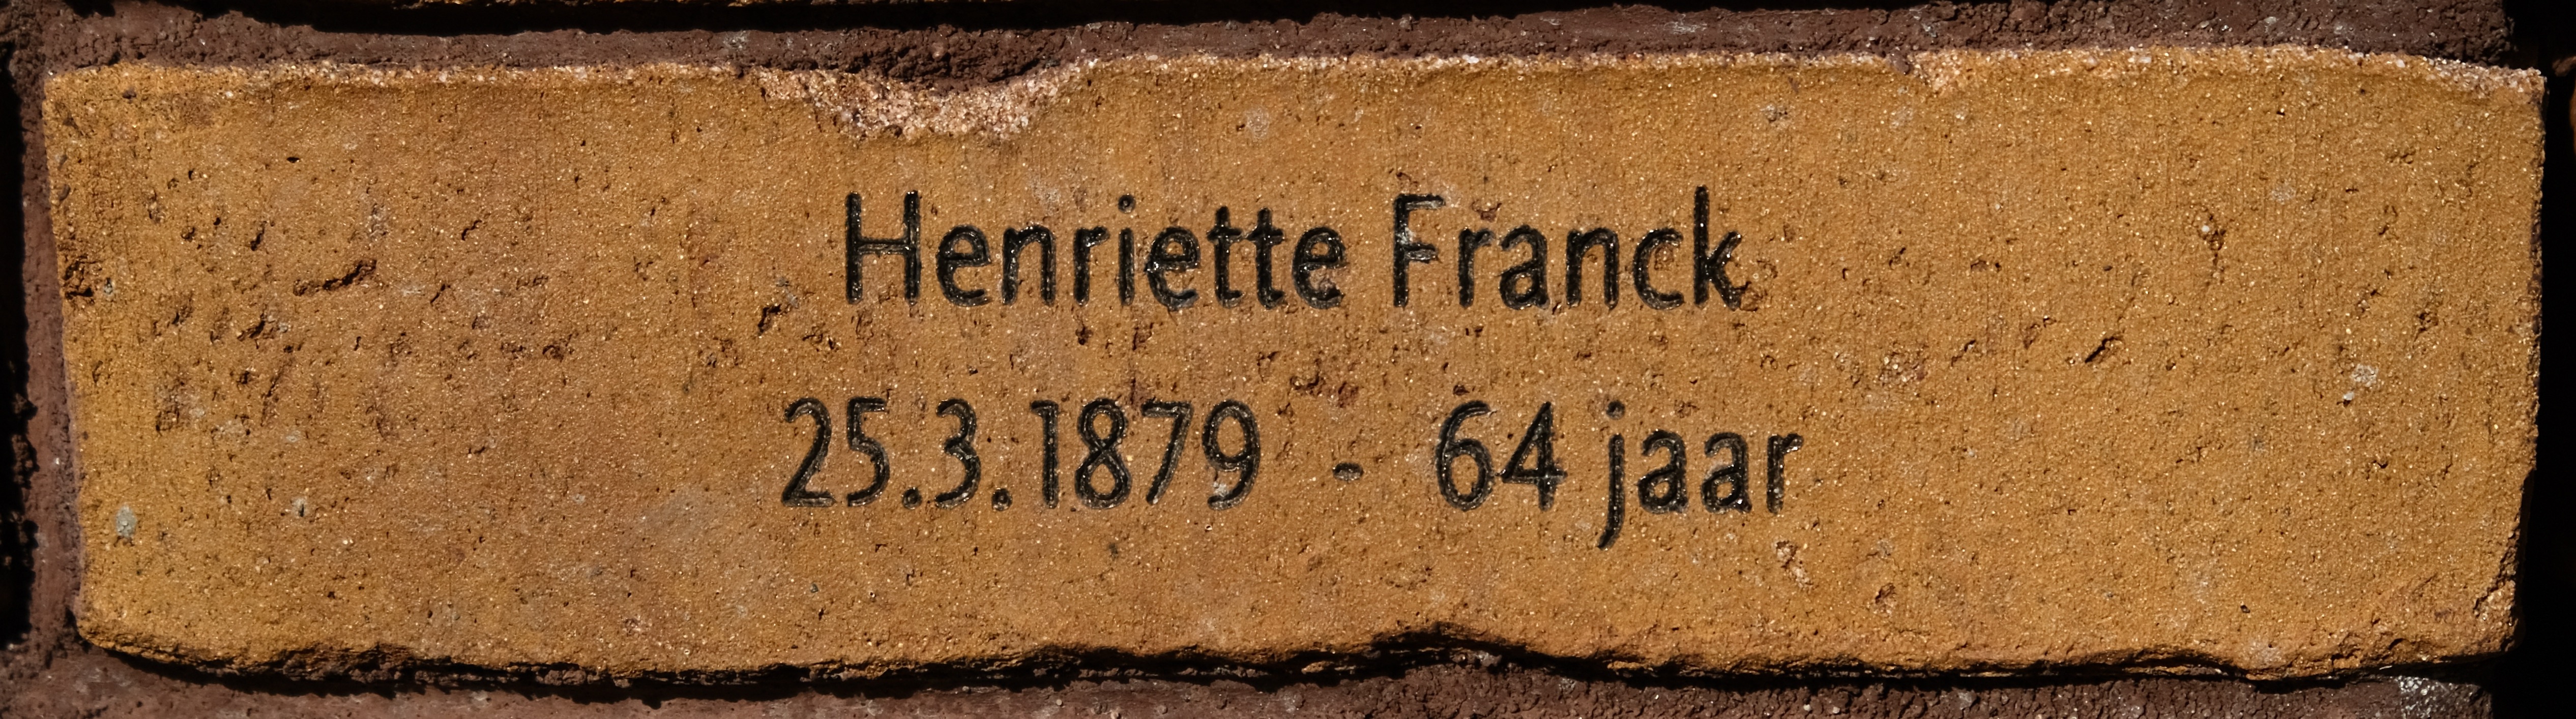 Henriette Franck
25.3.1879 - 64 jaar